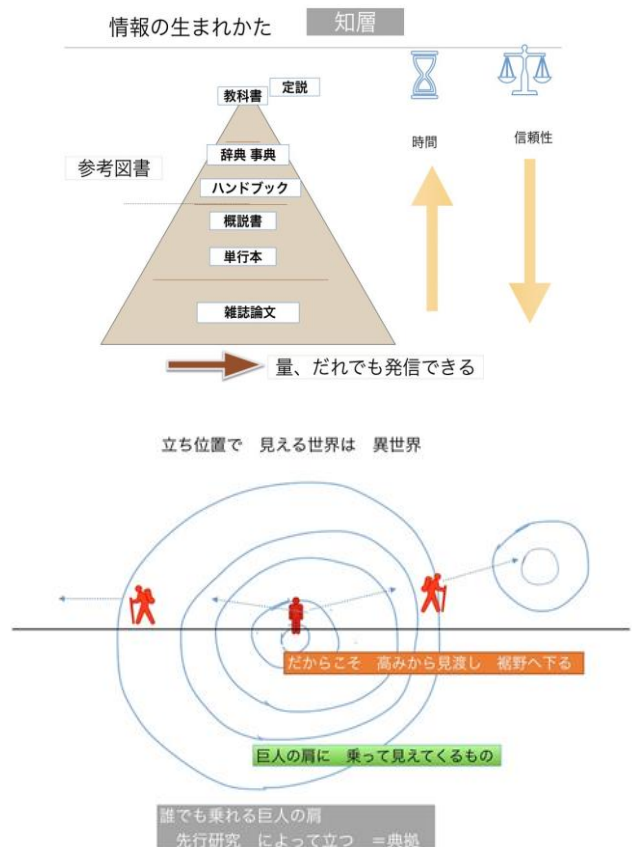 情報の生まれかた
知層
定説
教科書
時間
信頼性
辞典 事典
参考図書
ハンドブック
概説書
単行本
雑誌論文
量、だれでも発信できる
立ち位置で 見える世界は 異世界
だからこそ 高みから見渡し 裾野へ下る
巨人の肩に 乗って見えてくるもの
誰でも乗れる巨人の肩
先行研究 によって立つ =典拠